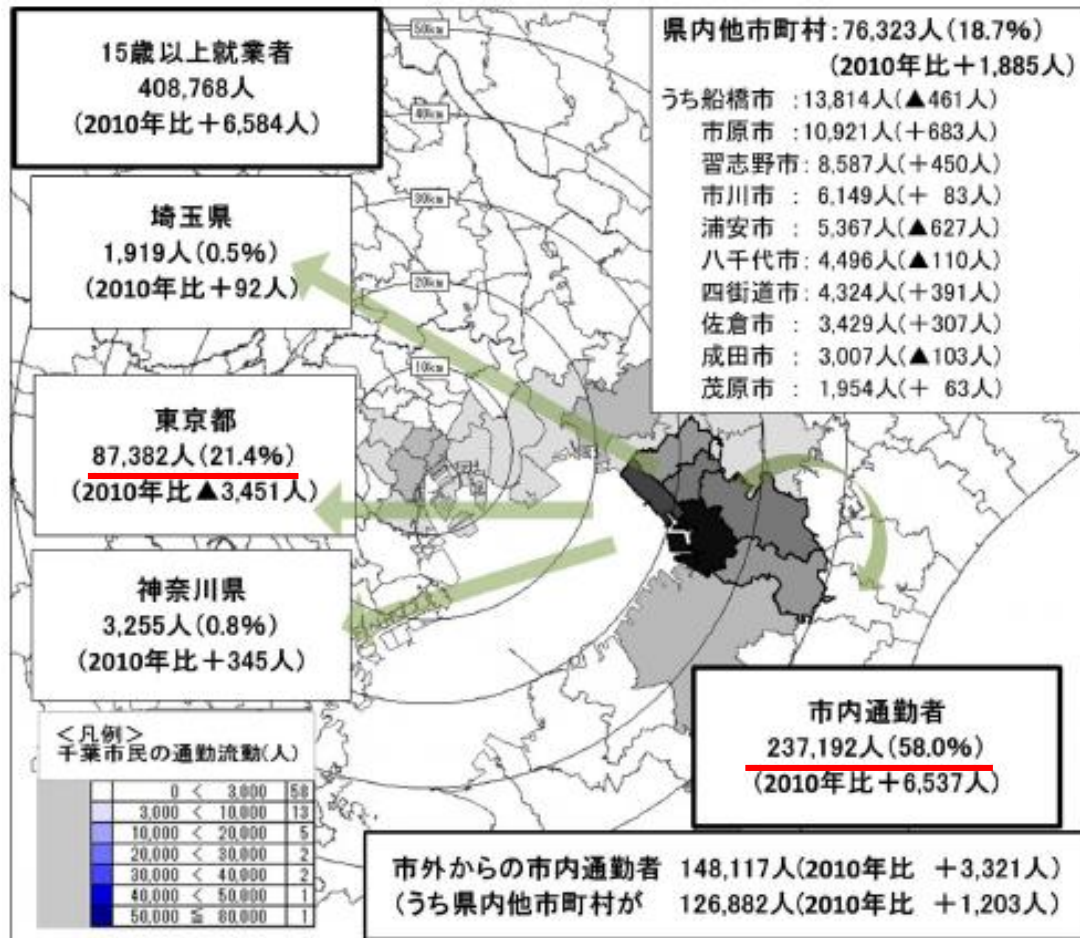 15歳以上就業者
408,768人
(2010年比＋6,584人)
県内他市町村:76,323人(18.7%)
(2010年比＋1,885人)
うち船橋市 :13,814人(▲461人)
市原市 :10,921人(＋683人)
習志野市: 8,587人(＋450人)
市川市 : 6,149人(＋ 83人)
浦安市 : 5,367人(▲627人)
八千代市: 4,496人(▲110人)
四街道市: 4,324人(＋391人)
佐倉市 : 3,429人(＋307人)
成田市 : 3,007人(▲103人)
茂原市 : 1,954人(＋ 63人)
50km
40km
30km
20km
10km
埼玉県
1,919人(0.5%)
(2010年比＋92人)
東京都
87,382人(21.4%)
(2010年比▲3,451人)
神奈川県
3,255人(0.8%)
(2010年比＋345人)
市内通勤者
237,192人(58.0%)
(2010年比＋6,537人)
＜凡例＞
千葉市民の通勤流動(人)
0 < 3,000 58
3,000 < 10,000 13
10,000 < 20,000 5
20,000 < 30,000 2
30,000 < 40,000 2
40,000 < 50,000 1
50,000 ≦ 80,000 1
市外からの市内通勤者 148,117人(2010年比 ＋3,321人)
(うち県内他市町村が 126,882人(2010年比 ＋1,203人)